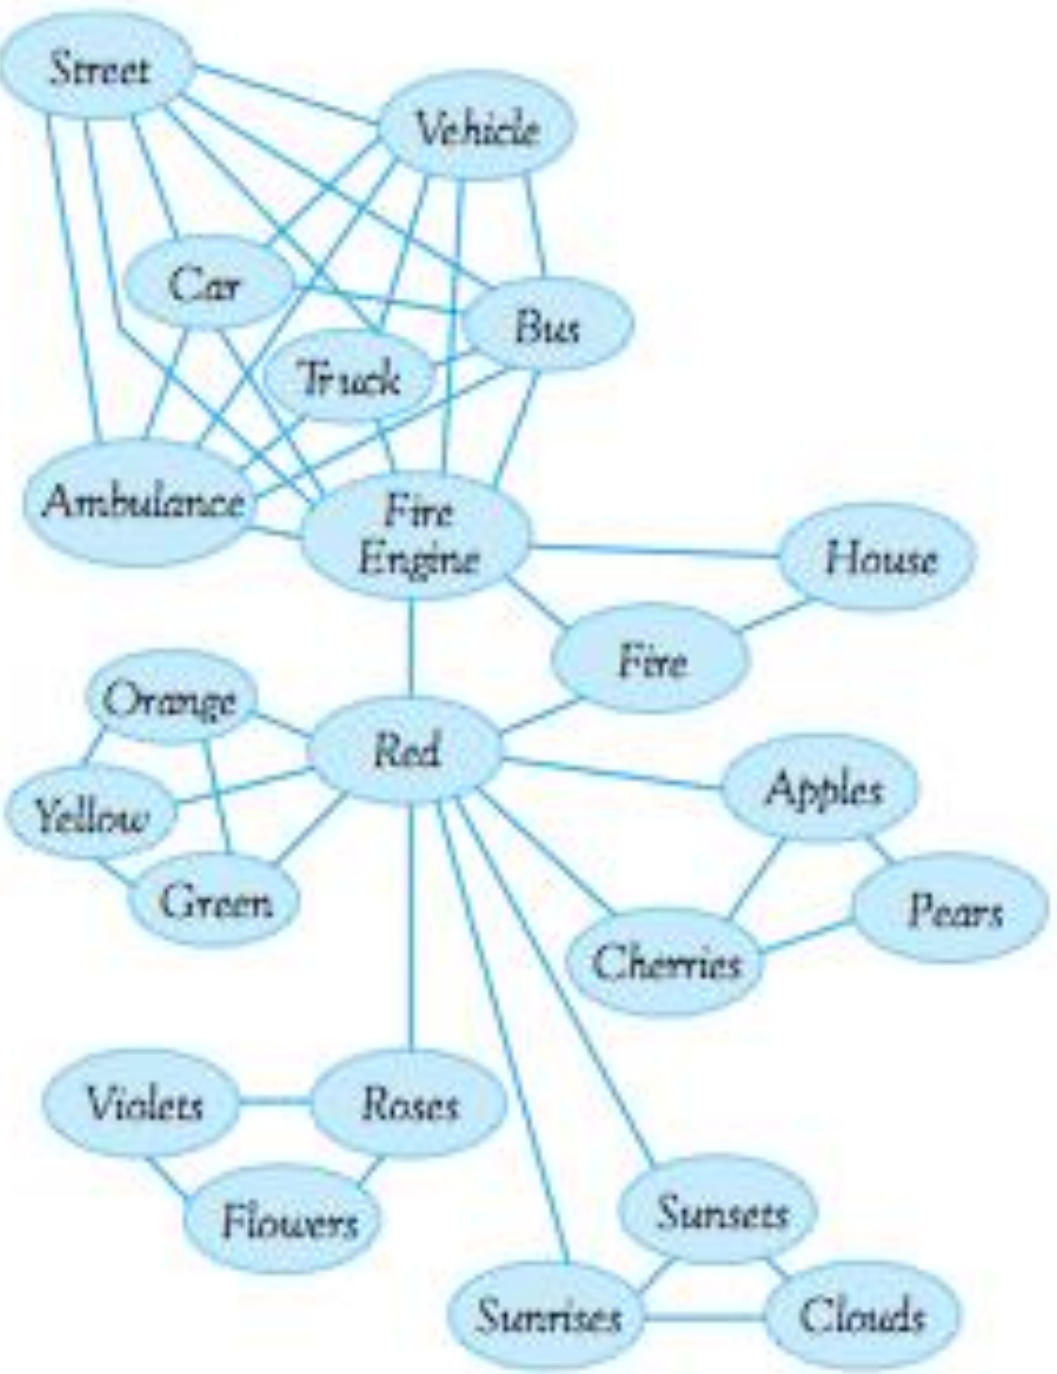 Street
Vehicle
Car
Bus
Truck
Ambulance
Fire
Engine
House
Fire
Orange
Red
Apples
Yellow
Green
Pears
Cherries
Violets
Roses
Flowers
Sunsets
Sunrises
Clouds